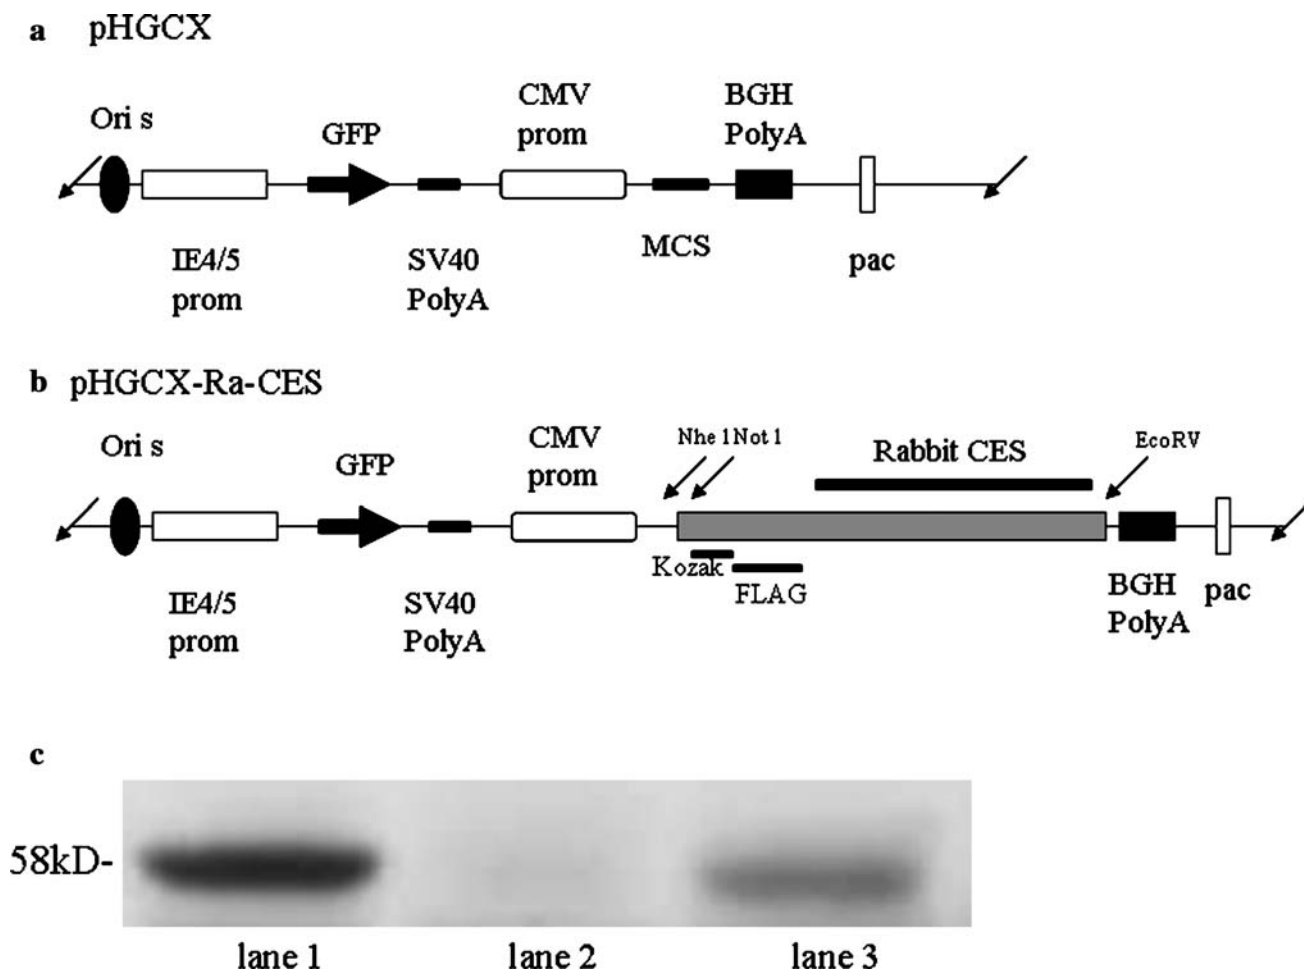 a pHGCX
CMV BGH
Ori s GFP prom PolyA
IE4/5 SV40 MCS pac
prom PolyA
b pHGCX-Ra-CES
Ori s GFP CMV Nhe 1 Not 1 Rabbit CES EcoRV
prom
Kozak
FLAG
IE4/5 SV40 BGH pac
prom PolyA PolyA
c
58kD-
lane 1 lane 2 lane 3